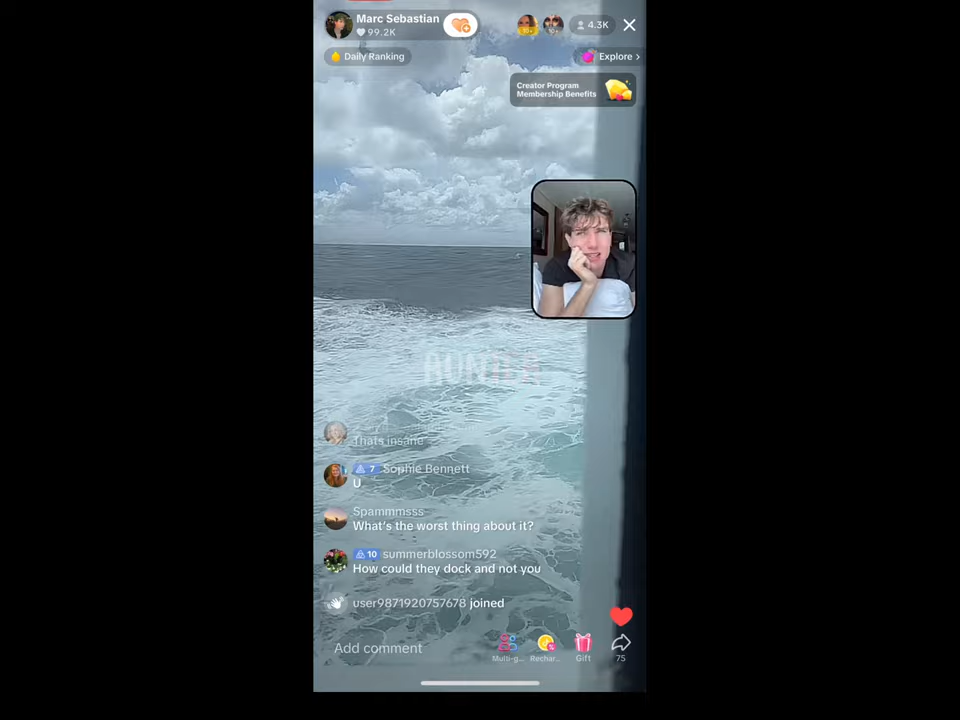 Marc Sebastian
99.2K
4.3K
Daily Ranking
Explore >
Creator Program
Membership Benefits
Thats insane
7 Sophie Bennett
U.
Spammmsss
What's the worst thing about it?
10 summerblossom592
How could they dock and not you
user9871920757678 joined
Add comment
Multi-g...
Rechar..
Gift
75